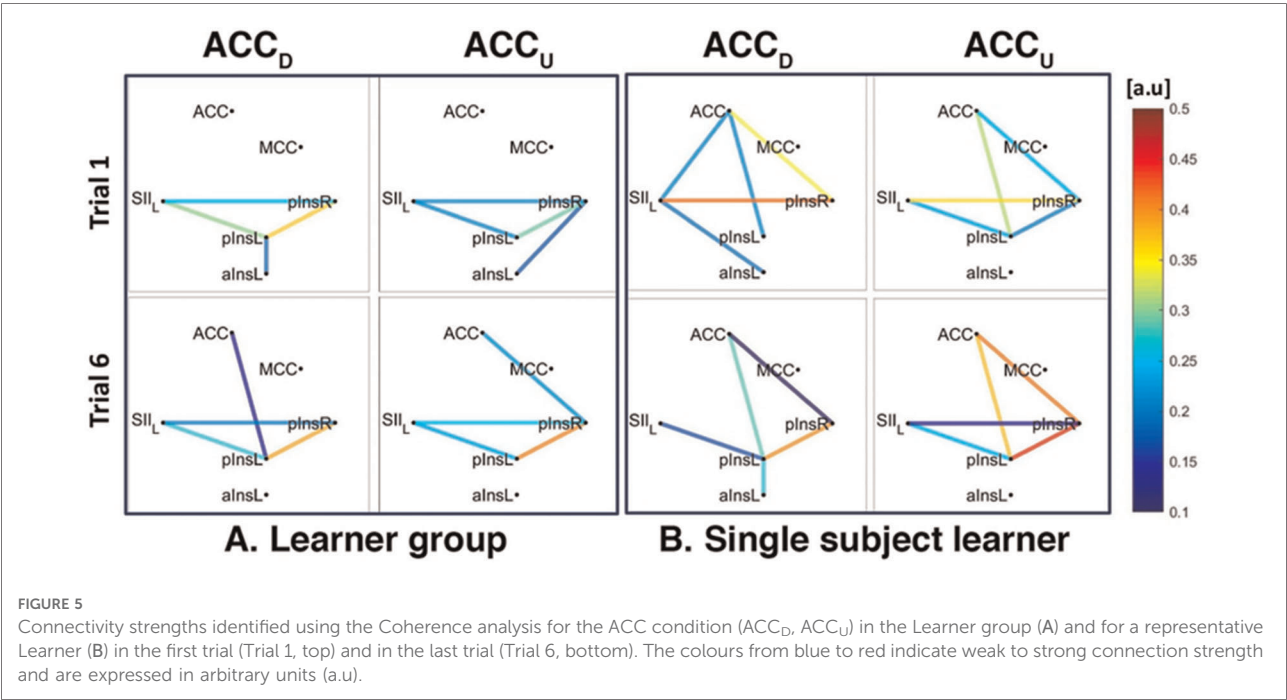 ACC_D ACC_U ACC_D ACC_U
[a.u]
Trial 1
ACC ACC ACC ACC
MCC MCC MCC MCC
SII_L pInsR SII_L pInsR SII_L pInsR SII_L pInsR
pInsL pInsL pInsL pInsL
aInsL aInsL aInsL aInsL
Trial 6
ACC ACC ACC ACC
MCC MCC MCC MCC
SII_L pInsR SII_L pInsR SII_L pInsR SII_L pInsR
pInsL pInsL pInsL pInsL
aInsL aInsL aInsL aInsL
0.5
0.45
0.4
0.35
0.3
0.25
0.2
0.15
0.1
A. Learner group B. Single subject learner
FIGURE 5
Connectivity strengths identified using the Coherence analysis for the ACC condition (ACC_D, ACC_U) in the Learner group (A) and for a representative
Learner (B) in the first trial (Trial 1, top) and in the last trial (Trial 6, bottom). The colours from blue to red indicate weak to strong connection strength
and are expressed in arbitrary units (a.u).